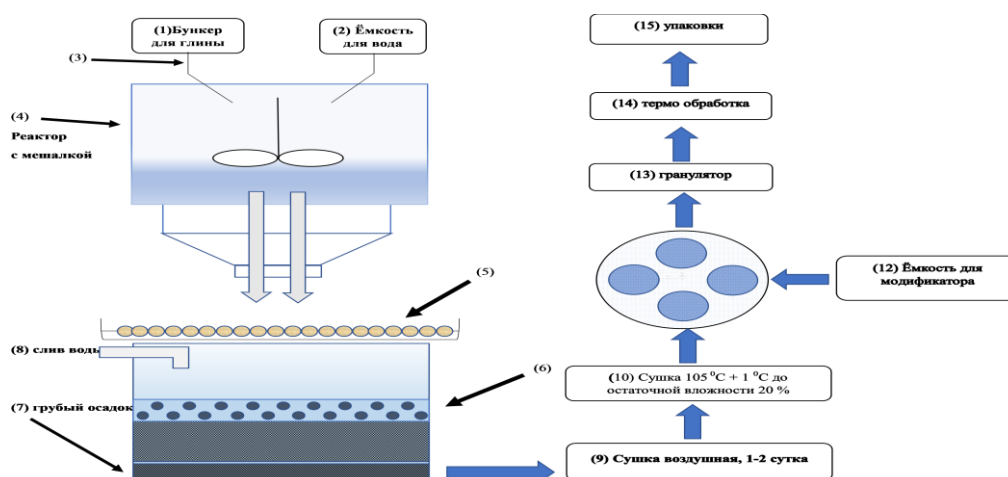 (1)Бункер
для глины
(2) Ёмкость
для вода
(3)
(4)
Реактор
с мешалкой
(5)
(8) слив воды
(6)
(7) грубый осадок
(15) упаковки
(14) термо обработка
(13) гранулятор
(12) Ёмкость для
модификатора
(10) Сушка 105 ⁰С + 1 ⁰С до
остаточной влажности 20 %
(9) Сушка воздушная, 1-2 сутка